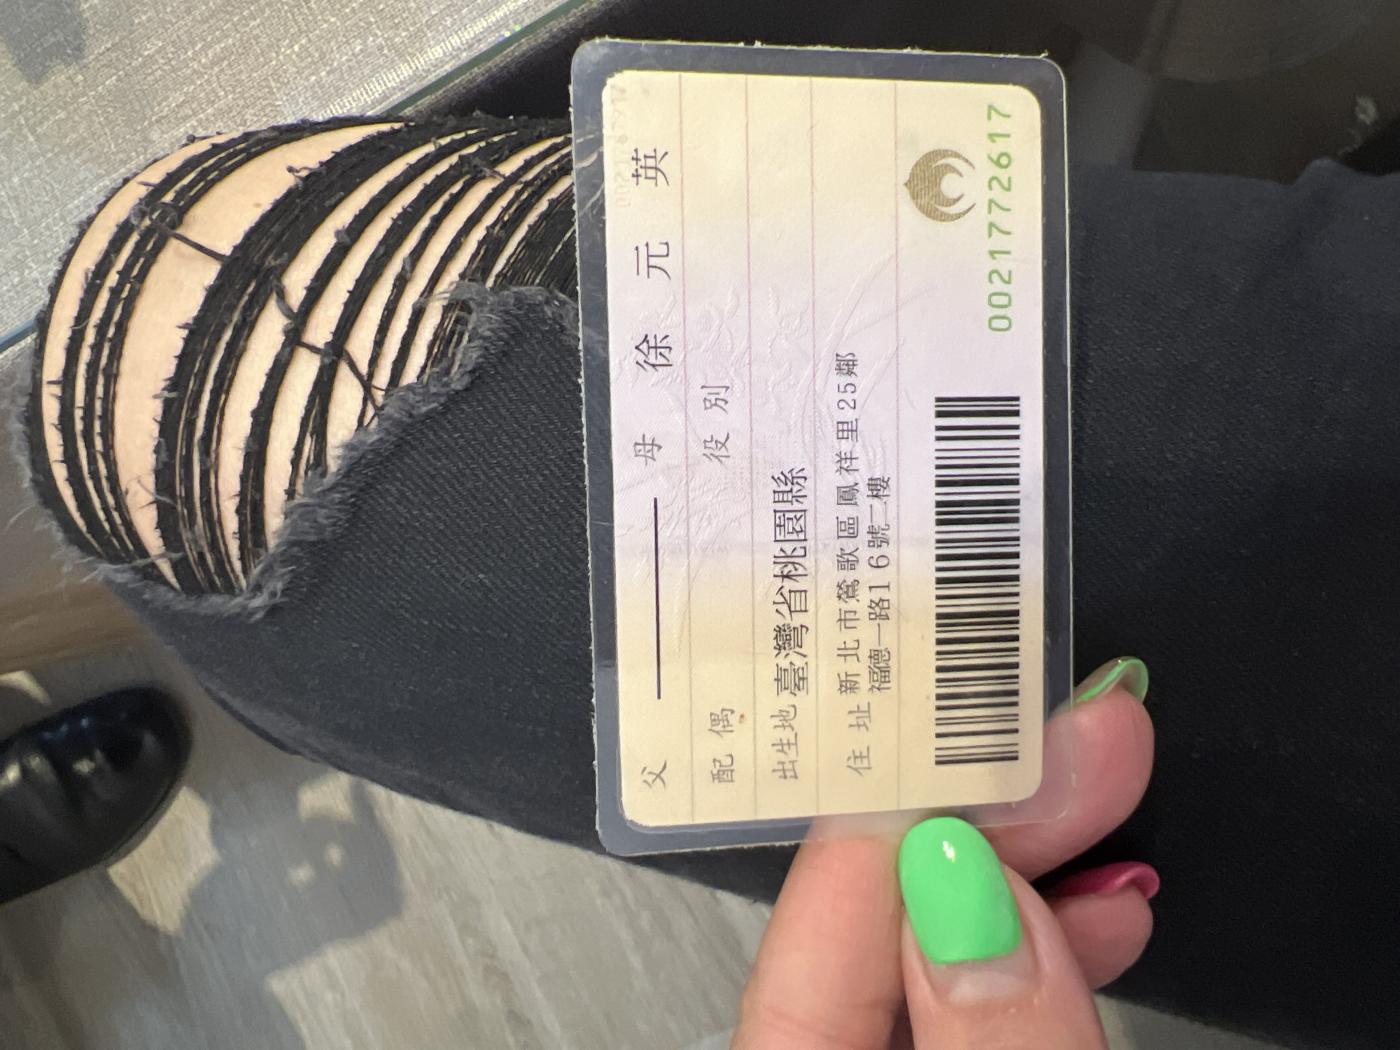 父 母 徐 元 英
配偶 役別
出生地 臺灣省桃園縣
住址 新北市鶯歌區鳳祥里25鄰
福德一路16號二樓
0021772617